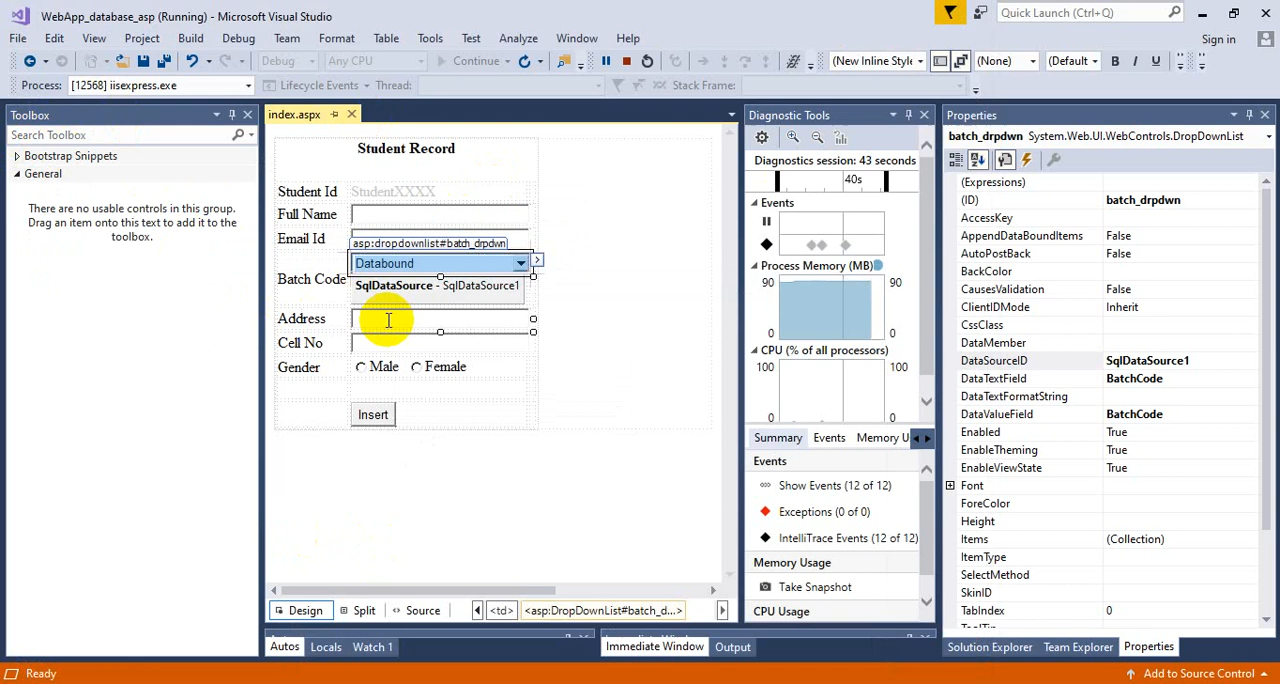 WebApp_database_asp (Running) - Microsoft Visual Studio
Quick Launch (Ctrl+Q)
File Edit View Project Build Debug Team Format Table Tools Test Analyze Window Help
Sign in
Debug Any CPU Continue (New Inline Style (None) (Default B I U
Process: [12568] iisexpress.exe Lifecycle Events Thread: Stack Frame:
Toolbox
Search Toolbox
Bootstrap Snippets
General
There are no usable controls in this group.
Drag an item onto this text to add it to the
toolbox.
index.aspx
Student Record
Student Id StudentXXXX
Full Name
Email Id
asp:dropdownlist#batch_drpdwn
Databound
Batch Code
SqlDataSource - SqlDataSource1
Address
Cell No
Gender Male Female
Insert
Design Split Source <td> <asp:DropDownList#batch_d...>
Autos Locals Watch 1
Immediate Window Output
Diagnostic Tools
Diagnostics session: 43 seconds
40s
Events
Process Memory (MB)
90 90
0 0
CPU (% of all processors)
100 100
0 0
Summary Events Memory U
Events
Show Events (12 of 12)
Exceptions (0 of 0)
IntelliTrace Events (12 of 12)
Memory Usage
Take Snapshot
CPU Usage
Properties
batch_drpdwn System.Web.UI.WebControls.DropDownList
(Expressions)
(ID) batch_drpdwn
AccessKey
AppendDataBoundItems False
AutoPostBack False
BackColor
CausesValidation False
ClientIDMode Inherit
CssClass
DataMember
DataSourceID SqlDataSource1
DataTextField BatchCode
DataTextFormatString
DataValueField BatchCode
Enabled True
EnableTheming True
EnableViewState True
Font
ForeColor
Height
Items (Collection)
ItemType
SelectMethod
SkinID
TabIndex 0
Solution Explorer Team Explorer Properties
Ready
Add to Source Control